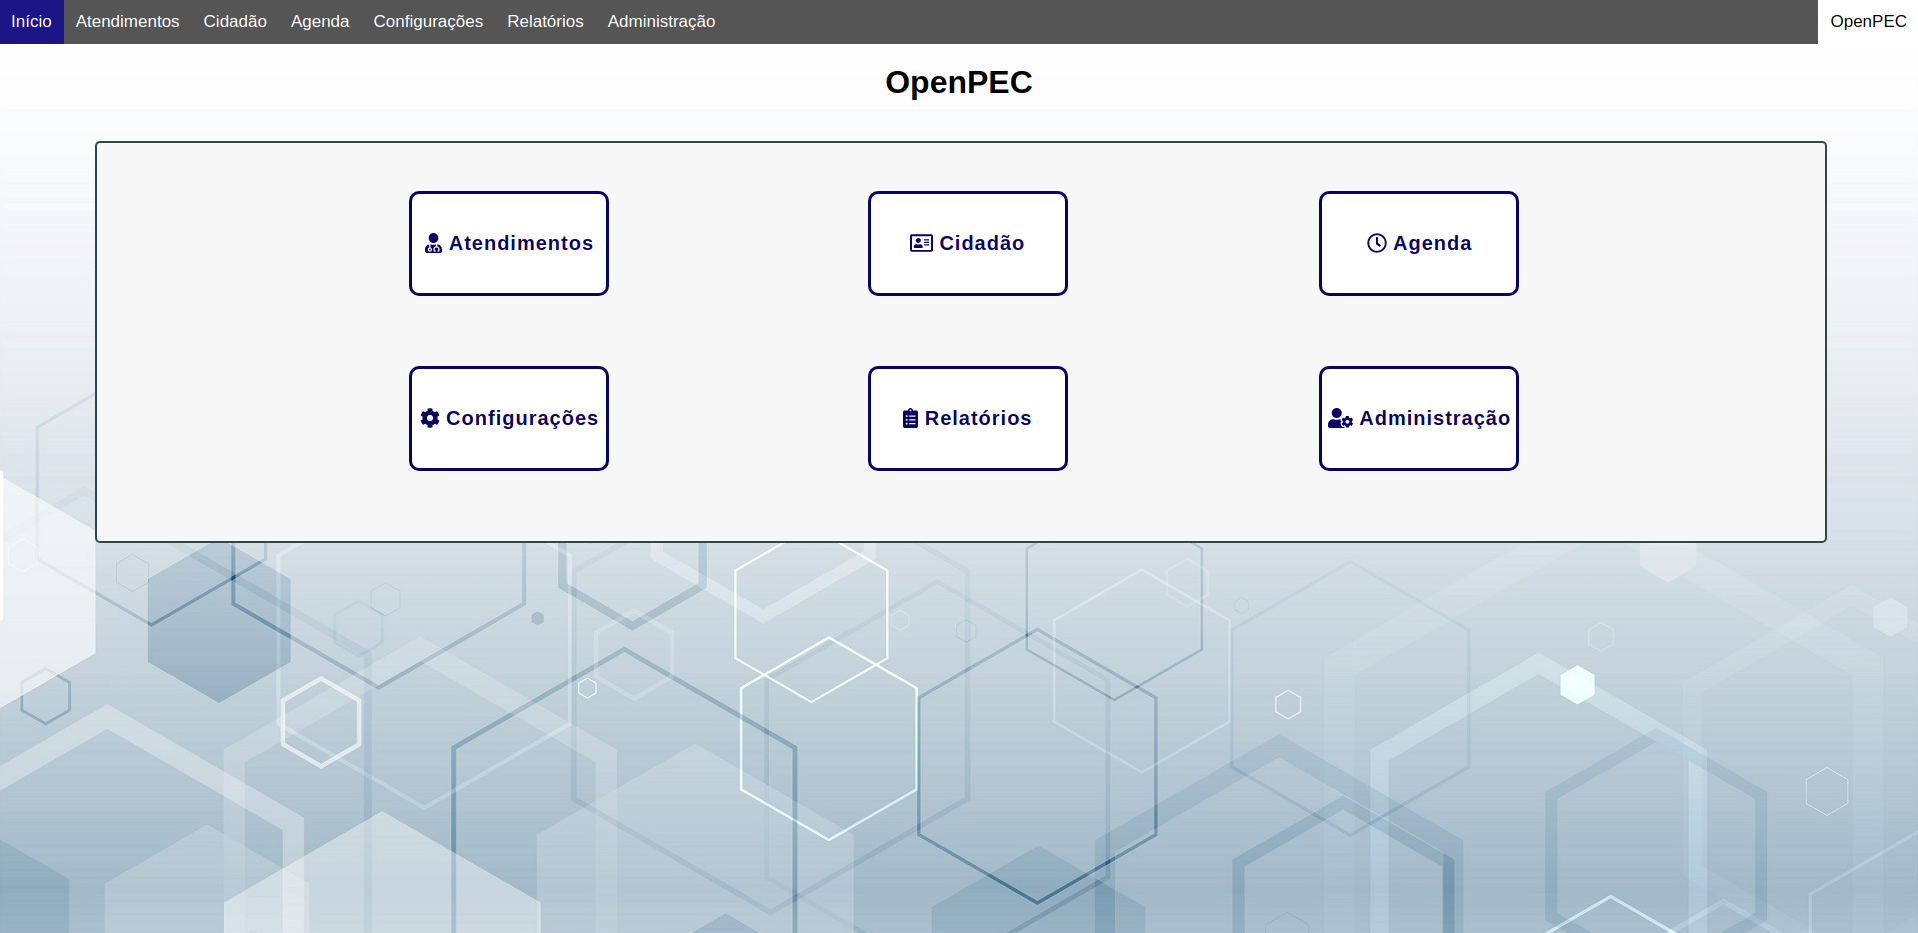 Início Atendimentos Cidadão Agenda Configurações Relatórios Administração OpenPEC
OpenPEC
Atendimentos Cidadão Agenda
Configurações Relatórios Administração